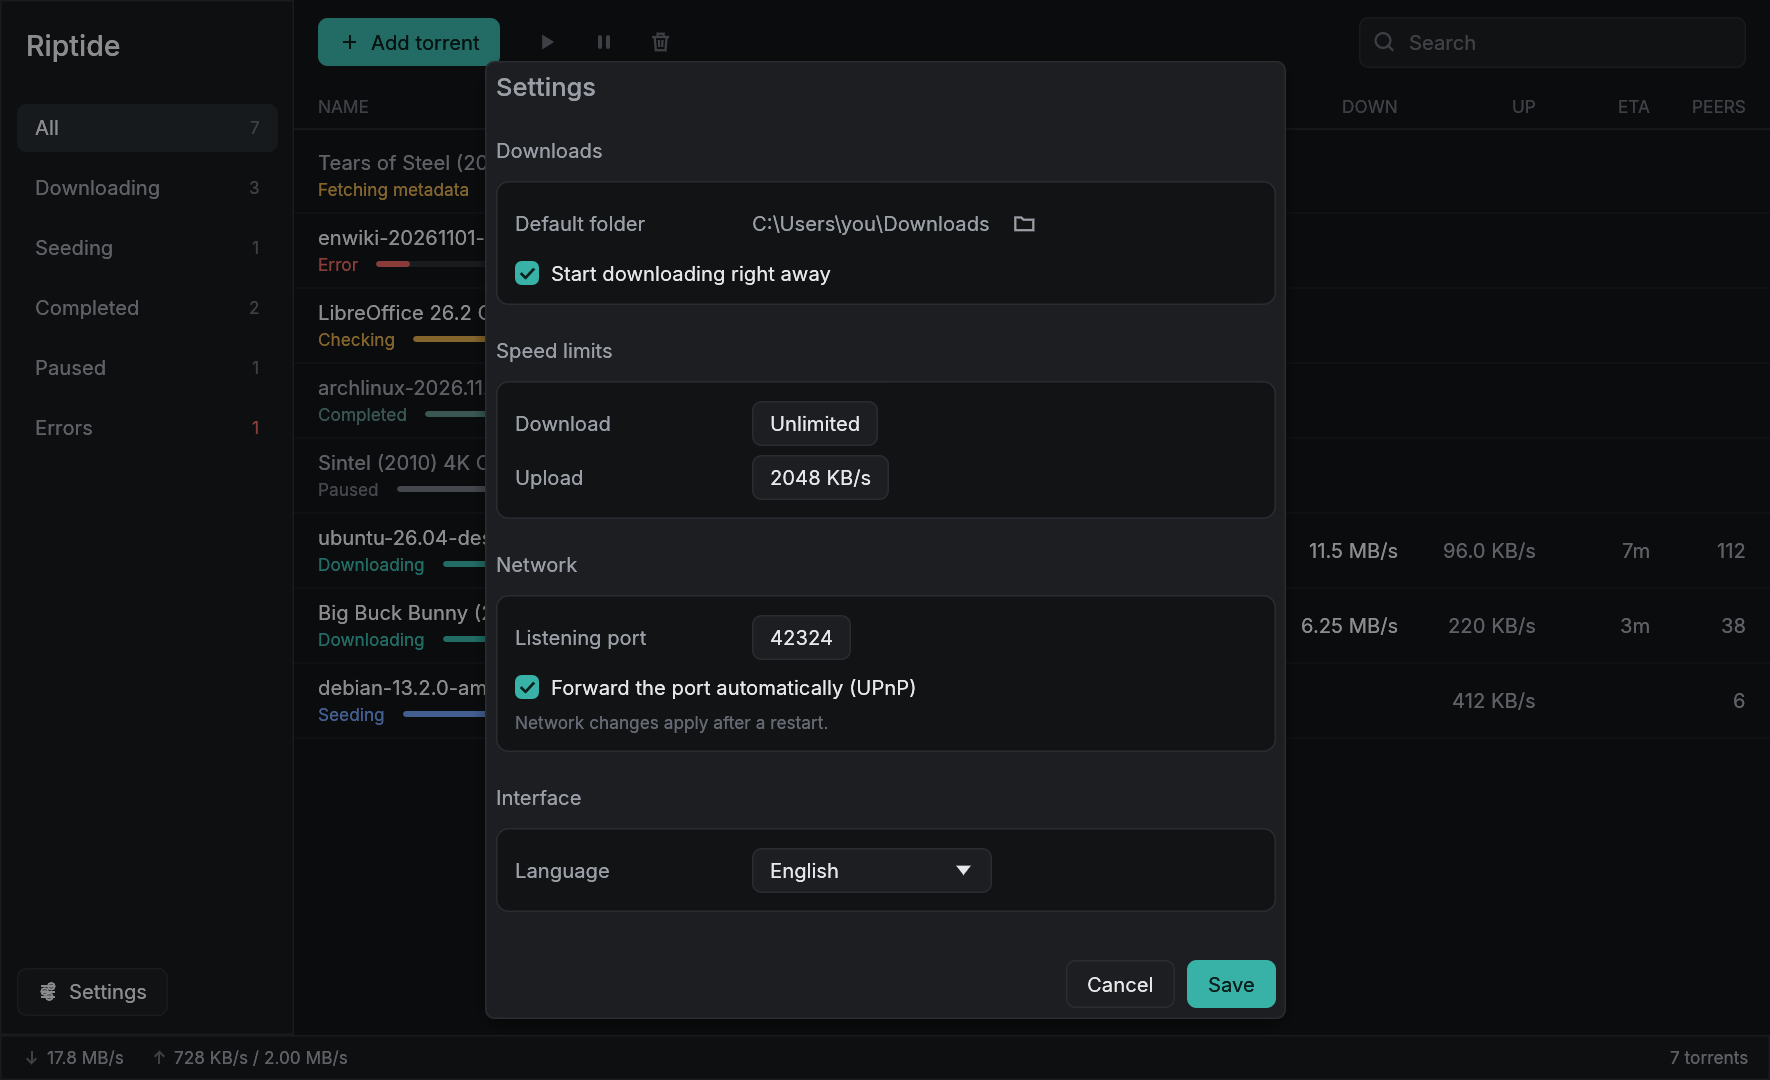 Riptide
All 7
Downloading 3
Seeding 1
Completed 2
Paused 1
Errors 1
Settings
Add torrent
Search
NAME DOWN UP ETA PEERS
Tears of Steel (20
Fetching metadata
enwiki-20261101-
Error
LibreOffice 26.2
Checking
archlinux-2026.11
Completed
Sintel (2010) 4K
Paused
ubuntu-26.04-des
Downloading
11.5 MB/s 96.0 KB/s 7m 112
Big Buck Bunny (2
Downloading
6.25 MB/s 220 KB/s 3m 38
debian-13.2.0-am
Seeding
412 KB/s 6
Settings
Downloads
Default folder C:\Users\you\Downloads
Start downloading right away
Speed limits
Download Unlimited
Upload 2048 KB/s
Network
Listening port 42324
Forward the port automatically (UPnP)
Network changes apply after a restart.
Interface
Language English
Cancel Save
17.8 MB/s 728 KB/s / 2.00 MB/s
7 torrents